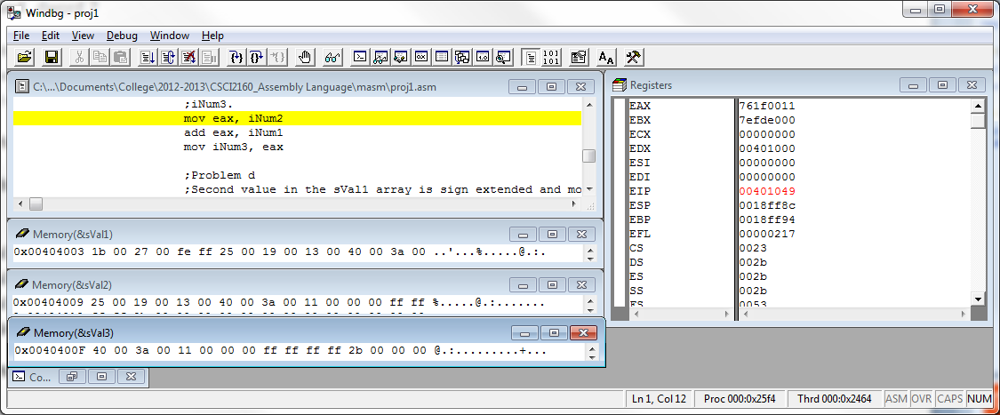 Windbg - proj1
File Edit View Debug Window Help
C:\...\Documents\College\2012-2013\CSCI2160_Assembly Language\masm\proj1.asm
;iNum3.
mov eax, iNum2
add eax, iNum1
mov iNum3, eax
;Problem d
;Second value in the sVal1 array is sign extended and mo
Memory(&sVal1)
0x00404003 1b 00 27 00 fe ff 25 00 19 00 13 00 40 00 3a 00 ..'...%.....@.:.
Memory(&sVal2)
0x00404009 25 00 19 00 13 00 40 00 3a 00 11 00 00 00 ff ff %.....@.:.......
Memory(&sVal3)
0x0040400F 40 00 3a 00 11 00 00 00 ff ff ff ff 2b 00 00 00 @.:.........+...
Co...
Registers
EAX 761f0011
EBX 7efde000
ECX 00000000
EDX 00401000
ESI 00000000
EDI 00000000
EIP 00401049
ESP 0018ff8c
EBP 0018ff94
EFL 00000217
CS 0023
DS 002b
ES 002b
SS 002b
FS 0053
Ln 1, Col 12 Proc 000:0x25f4 Thrd 000:0x2464 ASM OVR CAPS NUM